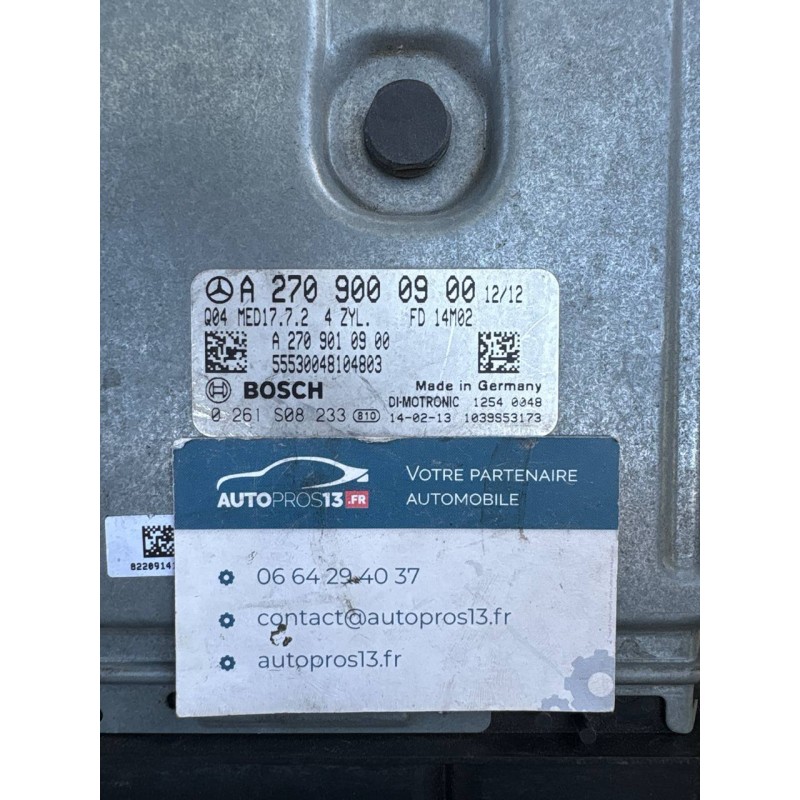 A 270 900 09 00 12/12
Q04 MED17.7.2 4 ZYL. FD 14M02
A 270 901 09 00
55530048104803
BOSCH Made in Germany
DI-MOTRONIC 1254 0048
0 261 S08 233 B1D 14-02-13 1039S53173
AUTOPROS13.FR
VOTRE PARTENAIRE
AUTOMOBILE
8220914
06 64 29 40 37
contact@autopros13.fr
autopros13.fr